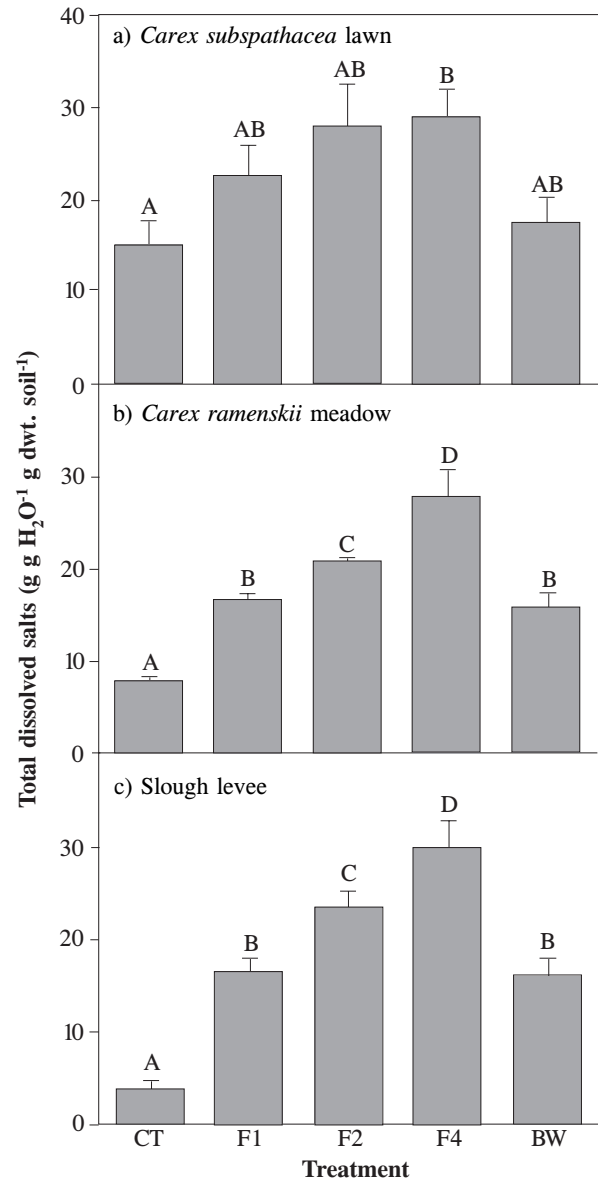 Total dissolved salts (g g H₂O⁻¹ g dwt. soil⁻¹)
40
30
20
10
0
a) Carex subspathacea lawn
A
AB
AB
B
AB
30
20
10
0
b) Carex ramenskii meadow
A
B
C
D
B
30
20
10
0
c) Slough levee
A
B
C
D
B
CT F1 F2 F4 BW
Treatment